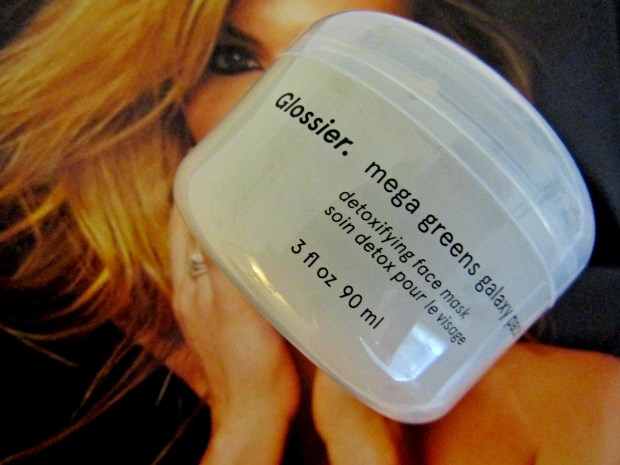 Glossier.
mega greens galaxy
detoxifying face mask
soin detox pour le visage
3 fl oz 90 ml